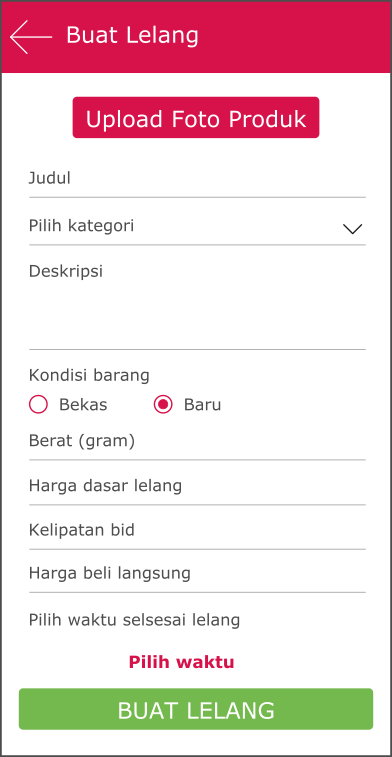 Buat Lelang
Upload Foto Produk
Judul
Pilih kategori
Deskripsi
Kondisi barang
Bekas Baru
Berat (gram)
Harga dasar lelang
Kelipatan bid
Harga beli langsung
Pilih waktu selsesai lelang
Pilih waktu
BUAT LELANG